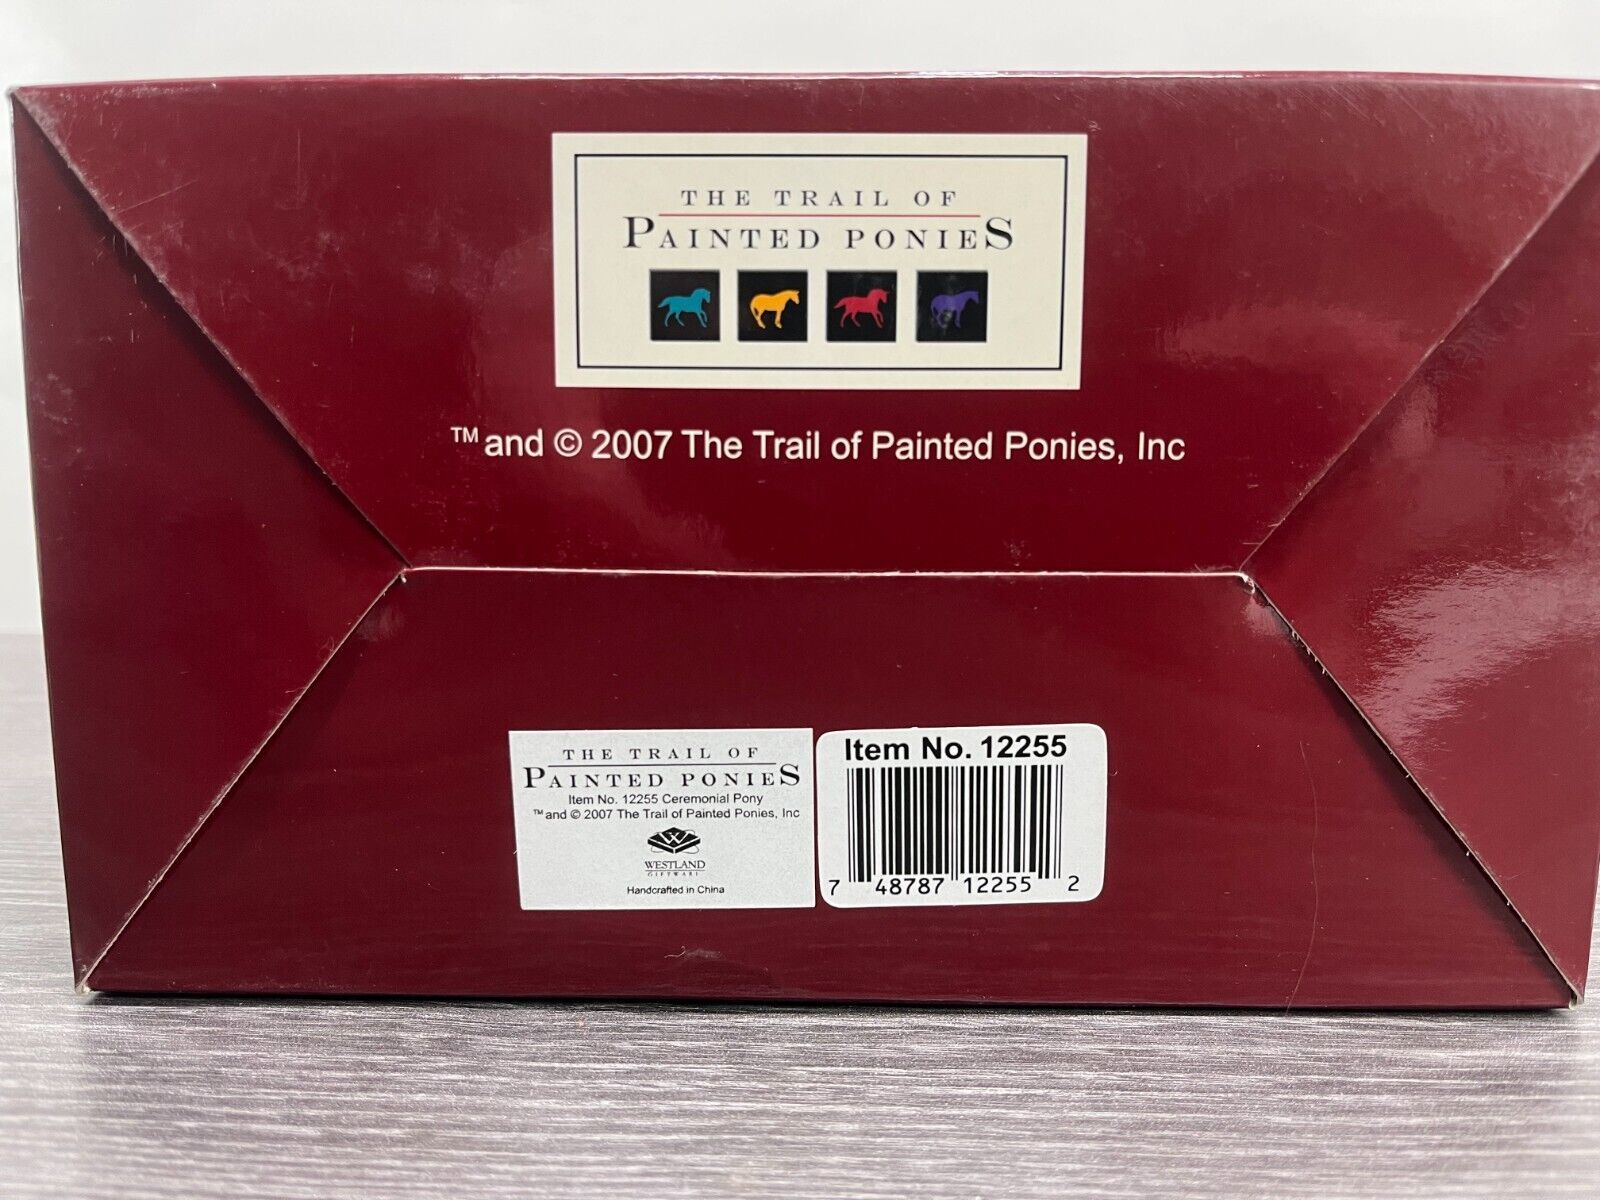 THE TRAIL OF
PAINTED PONIES
™ and © 2007 The Trail of Painted Ponies, Inc
THE TRAIL OF
PAINTED PONIES
Item No. 12255 Ceremonial Pony
™ and © 2007 The Trail of Painted Ponies, Inc
WESTLAND
GIFTWARE
Handcrafted in China
Item No. 12255
7 48787 12255 2